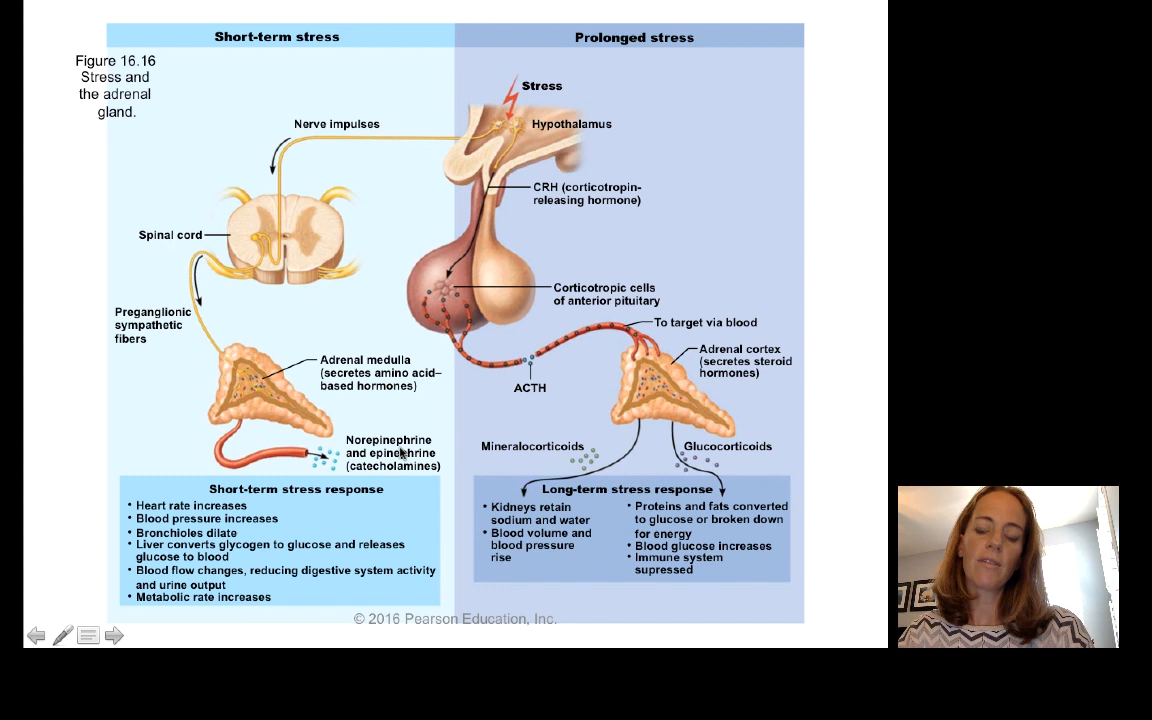 Short-term stress
Prolonged stress
Figure 16.16
Stress and
the adrenal
gland.
Stress
Nerve impulses
Hypothalamus
CRH (corticotropin-
releasing hormone)
Spinal cord
Corticotropic cells
of anterior pituitary
Preganglionic
sympathetic
fibers
To target via blood
Adrenal medulla
(secretes amino acid–
based hormones)
Adrenal cortex
(secretes steroid
hormones)
ACTH
Norepinephrine
and epinephrine
(catecholamines)
Mineralocorticoids
Glucocorticoids
Short-term stress response
• Heart rate increases
• Blood pressure increases
• Bronchioles dilate
• Liver converts glycogen to glucose and releases
glucose to blood
• Blood flow changes, reducing digestive system activity
and urine output
• Metabolic rate increases
Long-term stress response
• Kidneys retain
sodium and water
• Blood volume and
blood pressure
rise
• Proteins and fats converted
to glucose or broken down
for energy
• Blood glucose increases
• Immune system
supressed
© 2016 Pearson Education, Inc.